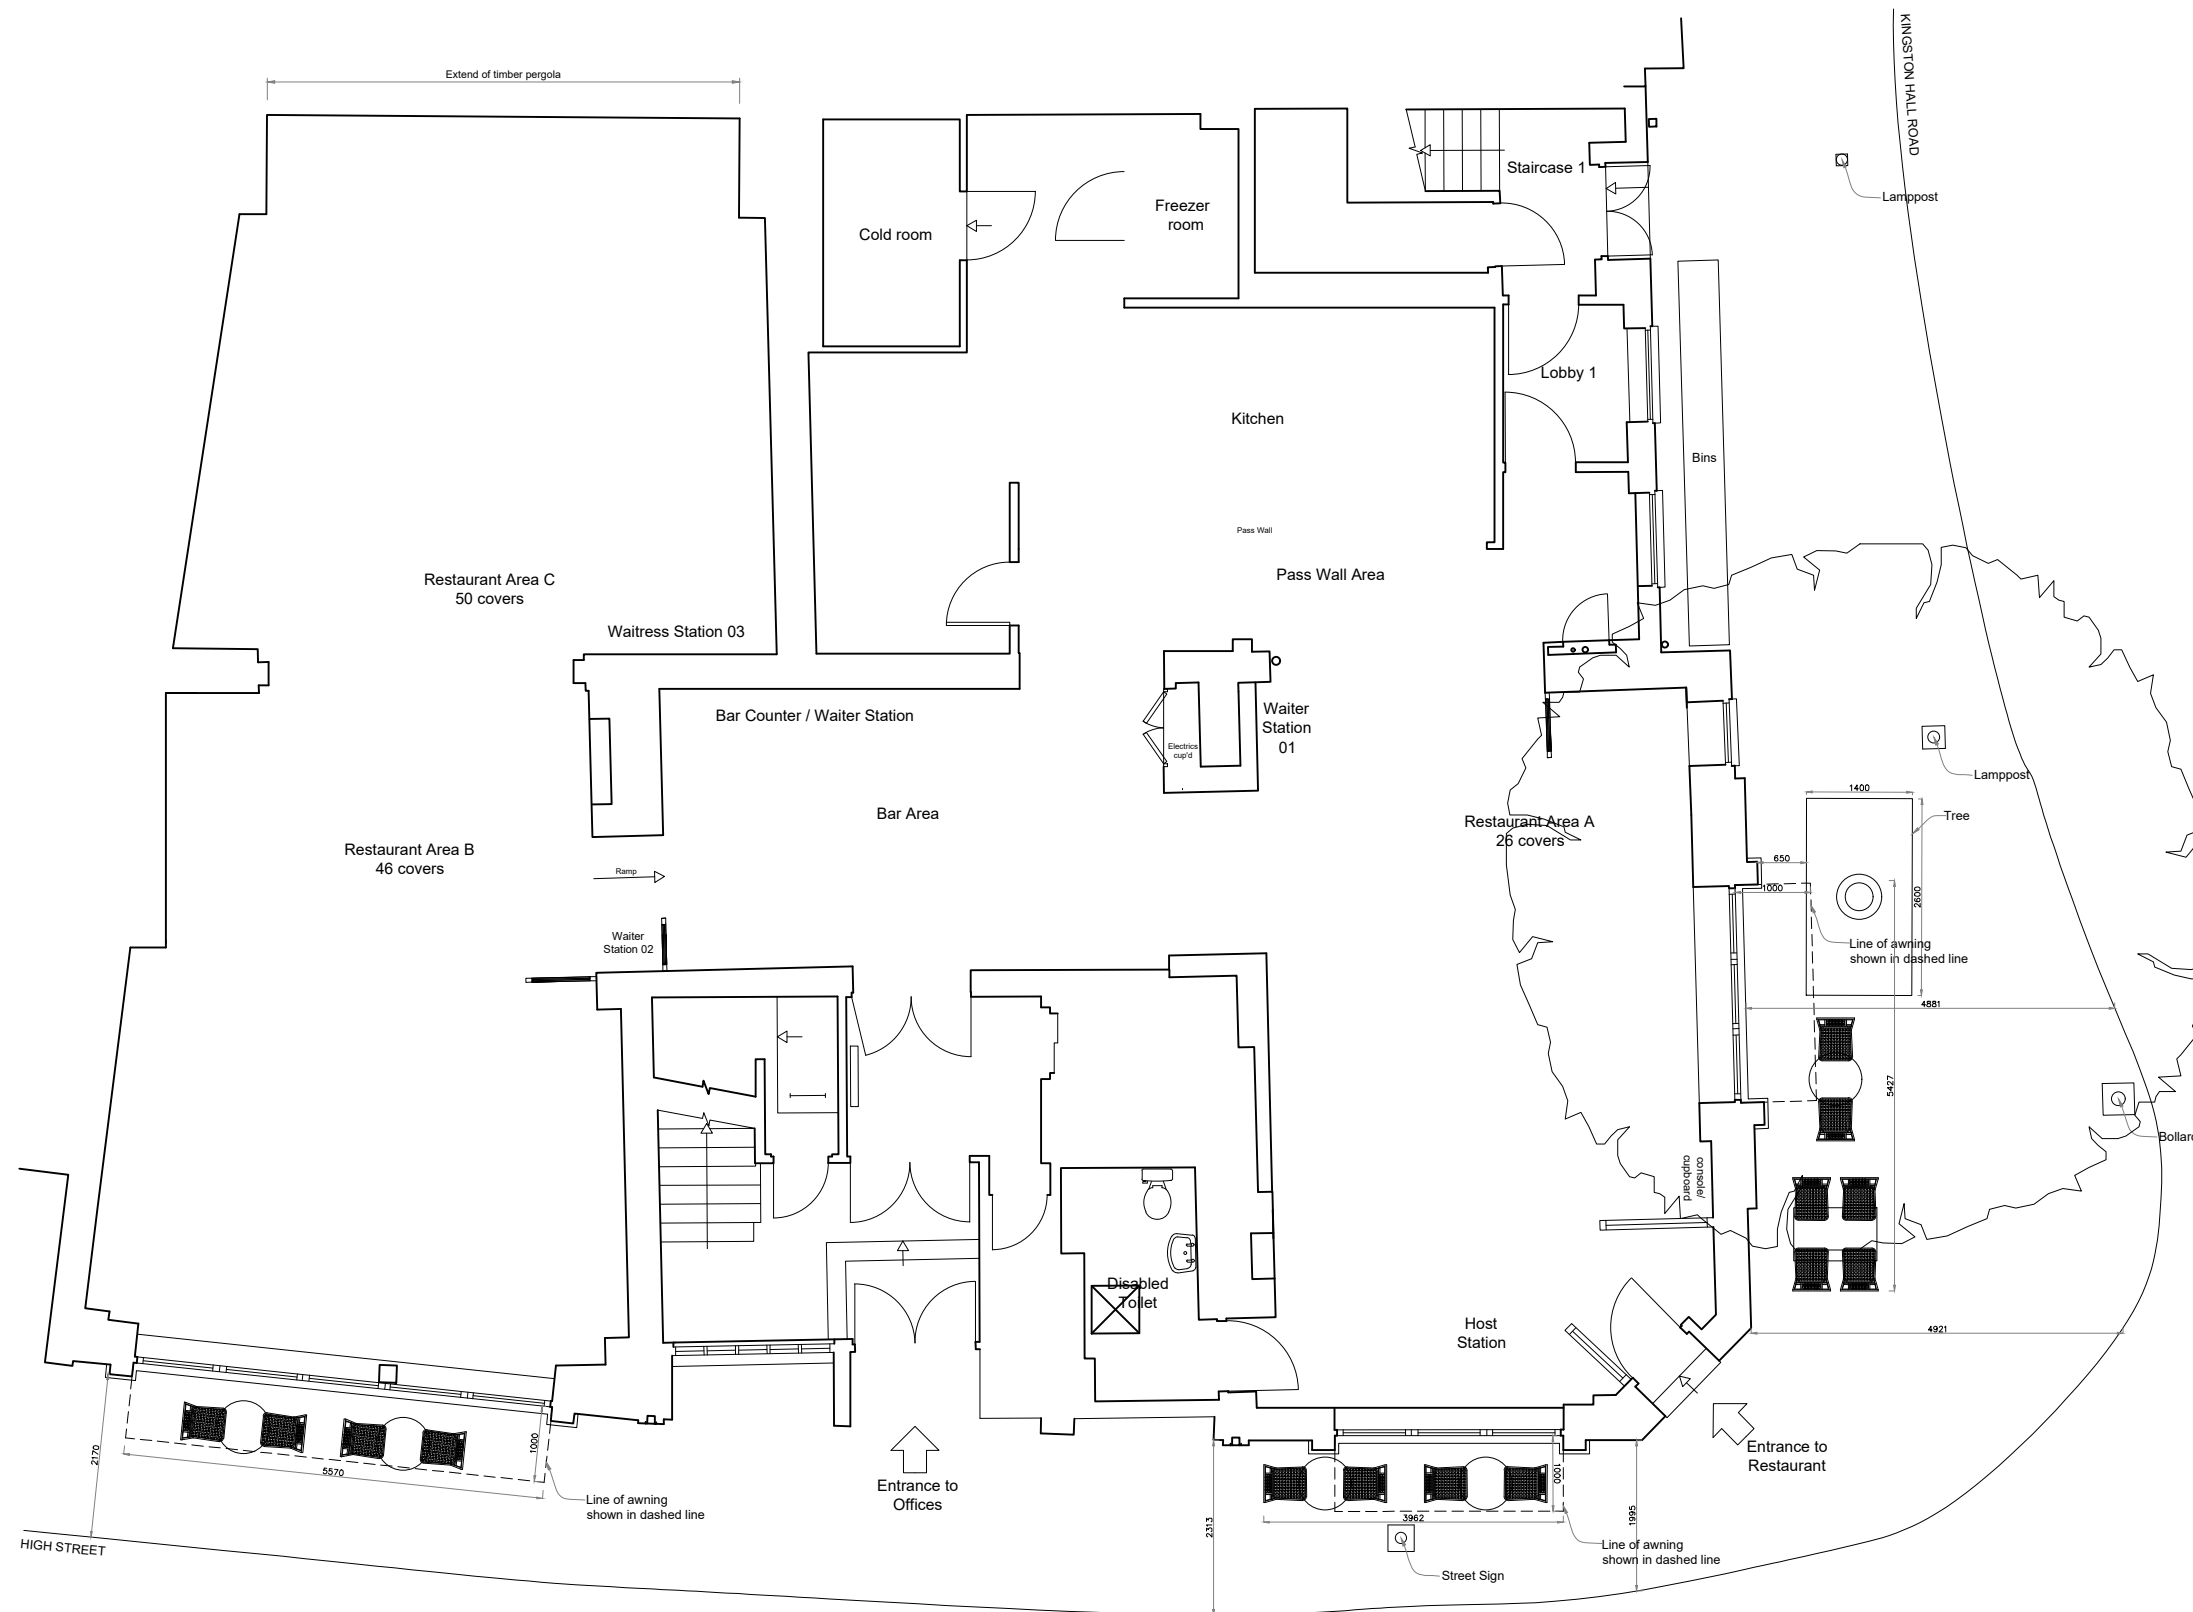 KINGSTON HALL ROAD
Extend of timber pergola
Staircase 1
Lamppost
Freezer
room
Cold room
Lobby 1
Kitchen
Bins
Pass Wall
Pass Wall Area
Restaurant Area C
50 covers
Waitress Station 03
Bar Counter / Waiter Station
Waiter
Station
01
Electrics
cup'd
Lamppost
1400
Tree
Bar Area
Restaurant Area A
26 covers
Restaurant Area B
46 covers
Ramp
650
1000
2600
Waiter
Station 02
Line of awning
shown in dashed line
4881
5427
Bollard
console/
cupboard
Disabled
Toilet
Host
Station
4921
Entrance to
Restaurant
2170
1000
5570
Line of awning
shown in dashed line
Entrance to
Offices
1000
3962
2313
1995
Line of awning
shown in dashed line
Street Sign
HIGH STREET